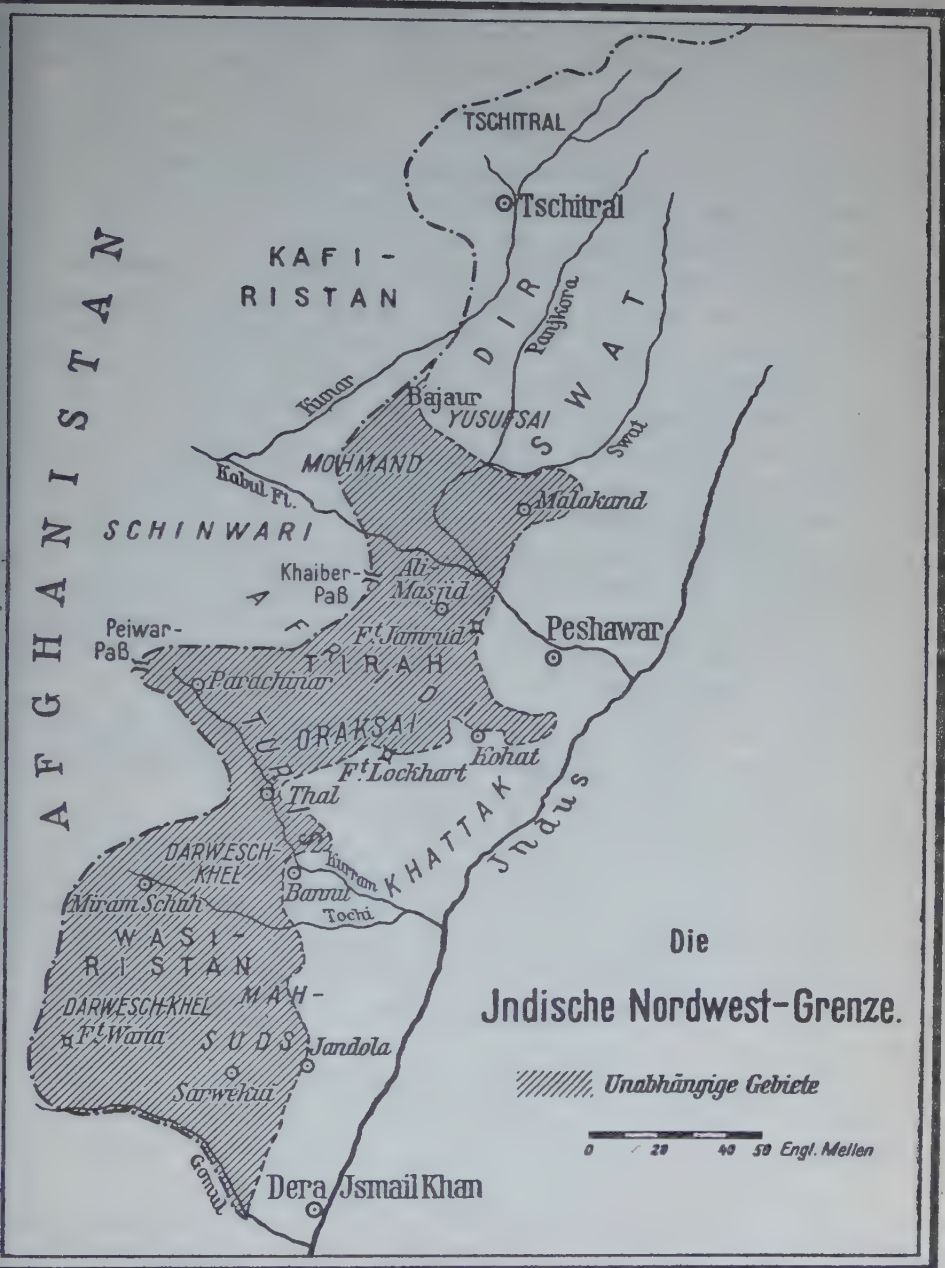 TSCHITRAL
Tschitral
KAFI-
RISTAN
AFGHANISTAN
DIR
Panjkora
SWAT
Kunar
Bajaur
YUSUFSAI
Swat
MOHMAND
Kabul Fl.
Malakand
SCHINWARI
Khaiber-
Paß
Ali-
Masjid
AFRIDI
Peiwar-
Paß
Ft. Jamrud
Peshawar
TIRAH
Parachinar
ORAKSAI
TURIS
Kohat
Ft. Lockhart
Thal
KHATTAK
Jndus
DARWESCH-
KHEL
Kurram
Bannu
Miram Schah
Tochi
WASI-
RISTAN
Die
Jndische Nordwest-Grenze.
DARWESCH-KHEL
MAH-
SUDS
Ft. Wana
Jandola
Sarwekai
Unabhängige Gebiete
0 20 40 50 Engl. Meilen
Gomul
Dera Jsmail Khan